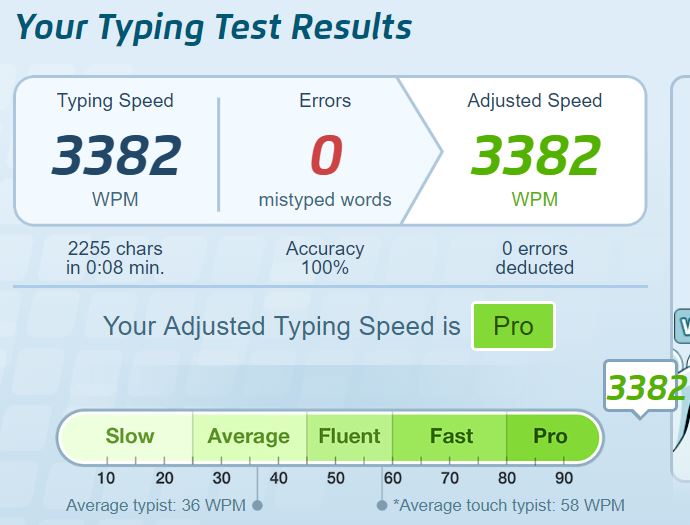 Your Typing Test Results
Typing Speed
3382
WPM
Errors
0
mistyped words
Adjusted Speed
3382
WPM
2255 chars
in 0:08 min.
Accuracy
100%
0 errors
deducted
Your Adjusted Typing Speed is Pro
3382
Slow Average Fluent Fast Pro
10 20 30 40 50 60 70 80 90
Average typist: 36 WPM *Average touch typist: 58 WPM